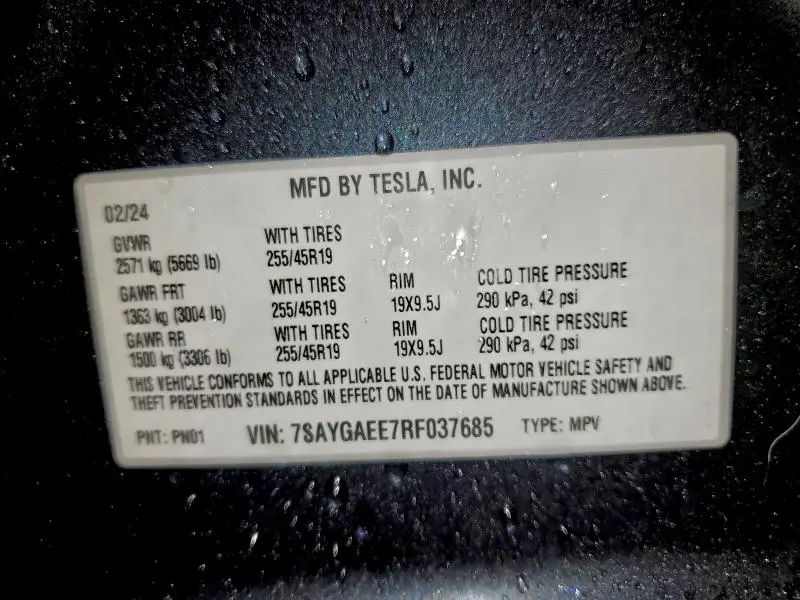 MFD BY TESLA, INC.
02/24
GVWR WITH TIRES
2571 kg (5669 lb) 255/45R19
GAWR FRT WITH TIRES RIM COLD TIRE PRESSURE
1363 kg (3004 lb) 255/45R19 19X9.5J 290 kPa, 42 psi
GAWR RR WITH TIRES RIM COLD TIRE PRESSURE
1500 kg (3306 lb) 255/45R19 19X9.5J 290 kPa, 42 psi
THIS VEHICLE CONFORMS TO ALL APPLICABLE U.S. FEDERAL MOTOR VEHICLE SAFETY AND
THEFT PREVENTION STANDARDS IN EFFECT ON THE DATE OF MANUFACTURE SHOWN ABOVE.
PNT: PN01 VIN: 7SAYGAEE7RF037685 TYPE: MPV